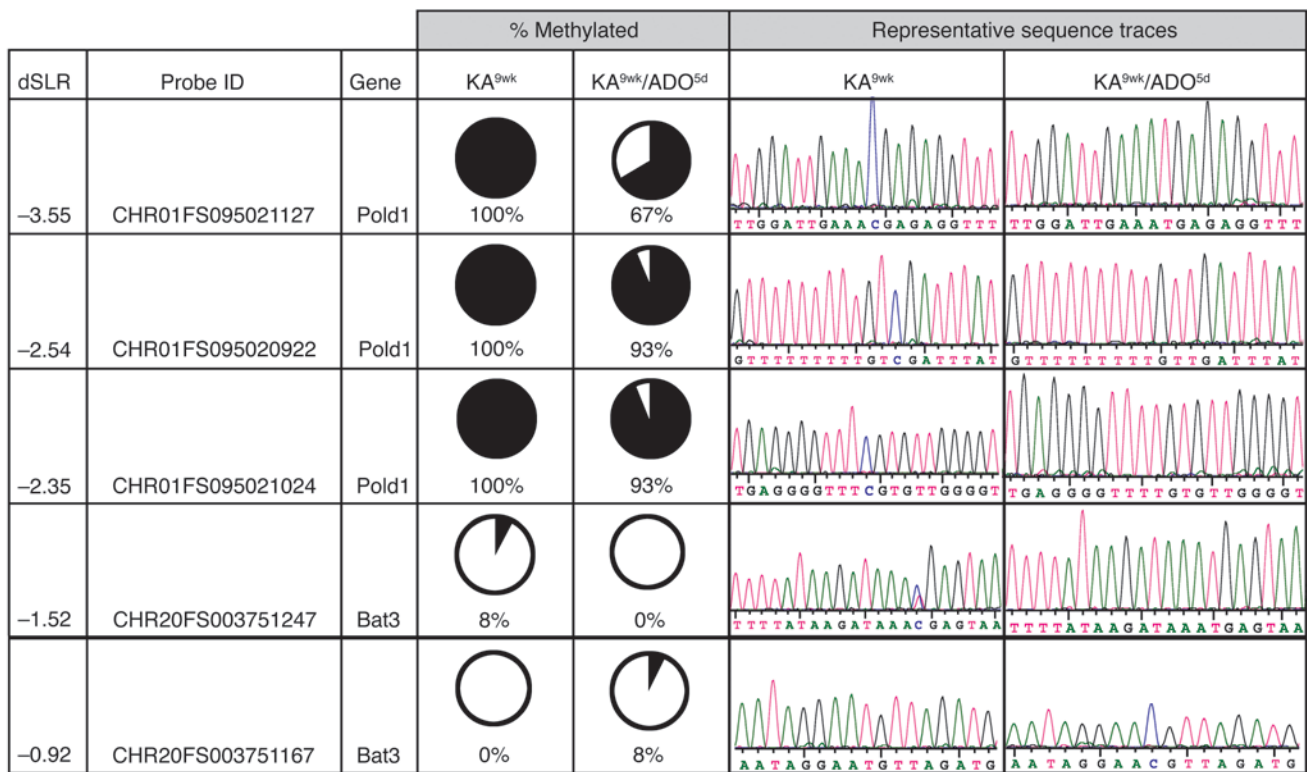 % Methylated Representative sequence traces
dSLR Probe ID Gene KA9wk KA9wk/ADO5d KA9wk KA9wk/ADO5d
–3.55 CHR01FS095021127 Pold1 100% 67%
TTGGATTGAAACGAGAGGTTT TTGGATTGAAATGAGAGGTTT
–2.54 CHR01FS095020922 Pold1 100% 93%
GTTTTTTTTTGTCGATTTAT GTTTTTTTTTGTTGATTTAT
–2.35 CHR01FS095021024 Pold1 100% 93%
TGAGGGGTTTCGTGTTGGGGT TGAGGGGTTTTGTGTTGGGGT
–1.52 CHR20FS003751247 Bat3 8% 0%
TTTTATAAGATAAACGAGTAA TTTTATAAGATAAATGAGTAA
–0.92 CHR20FS003751167 Bat3 0% 8%
AATAGGAATGTTAGATG AATAGGAACGTTAGATG